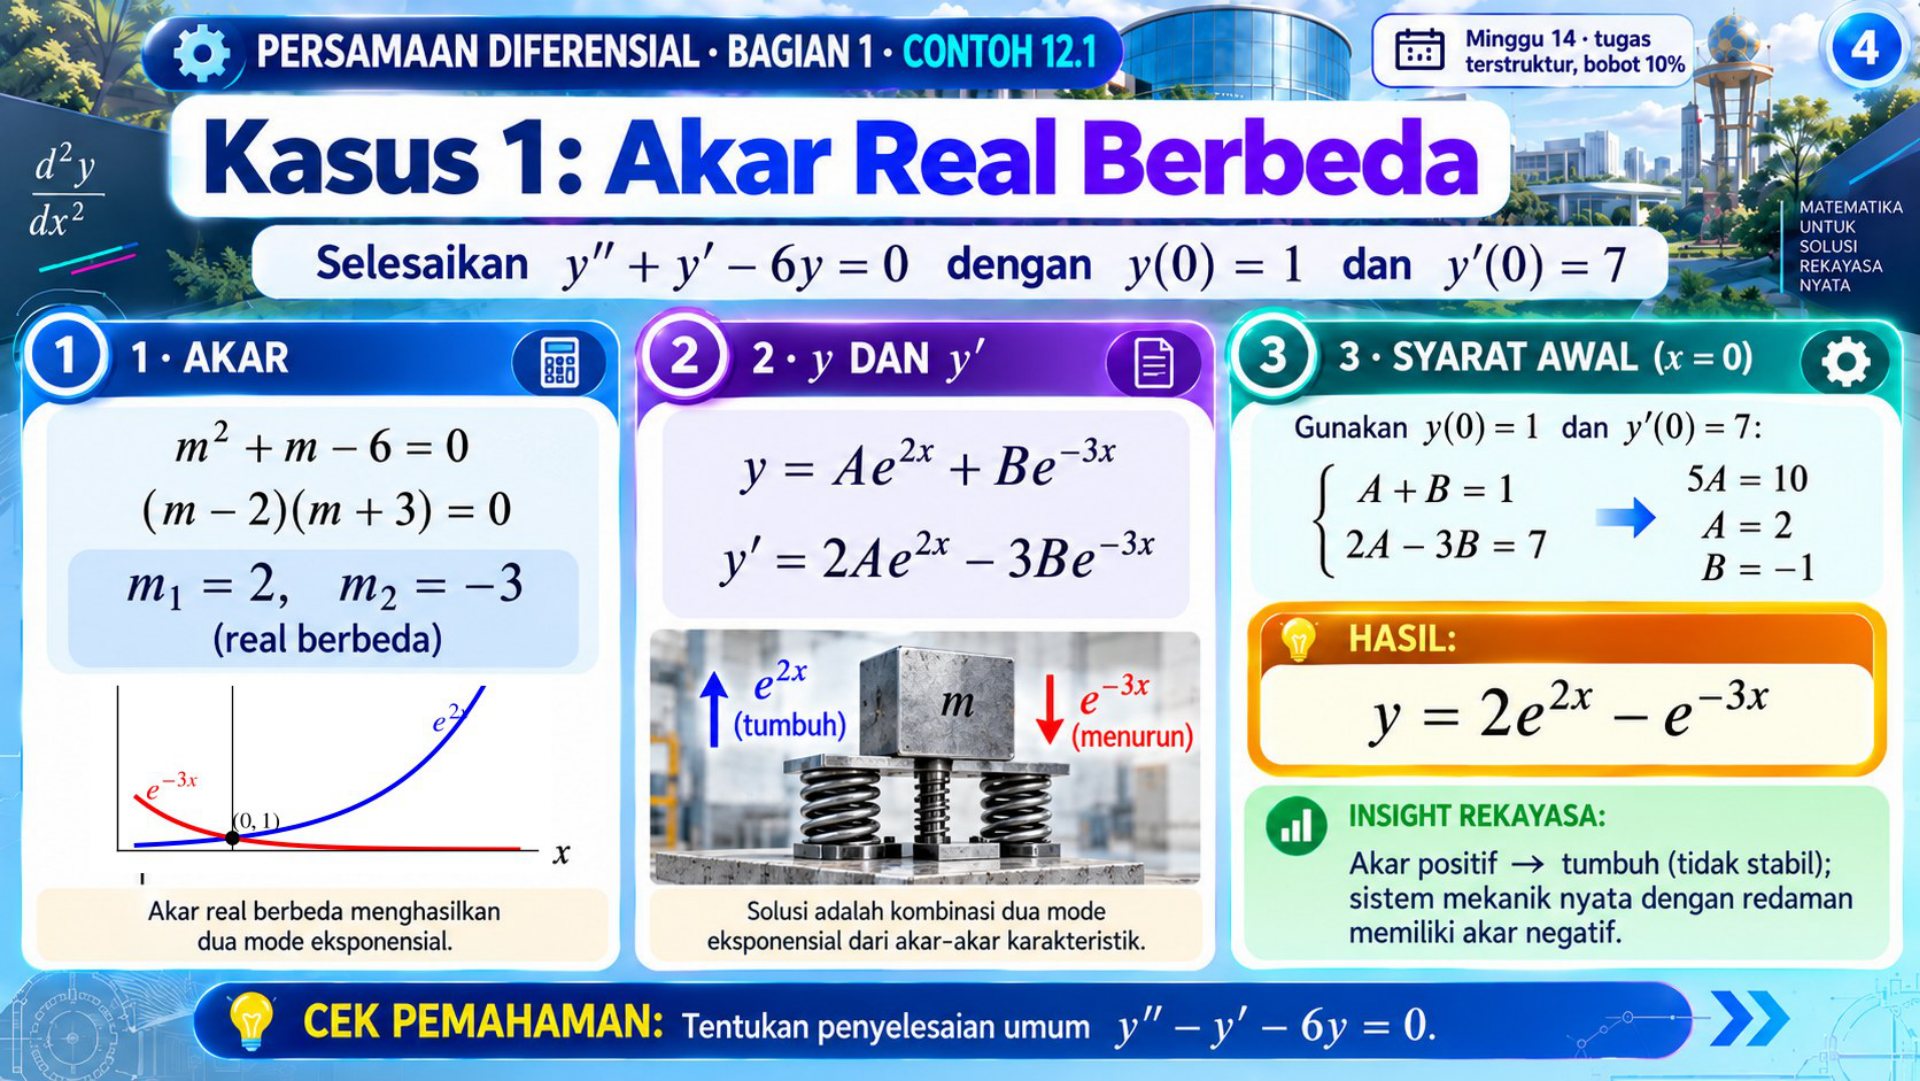 PERSAMAAN DIFERENSIAL · BAGIAN 1 · CONTOH 12.1
Minggu 14 · tugas
terstruktur, bobot 10%
4
Kasus 1: Akar Real Berbeda
d²y
dx²
MATEMATIKA
UNTUK
SOLUSI
REKAYASA
NYATA
Selesaikan y″ + y′ − 6y = 0 dengan y(0) = 1 dan y′(0) = 7
1
1 · AKAR
m² + m − 6 = 0
(m − 2)(m + 3) = 0
m₁ = 2, m₂ = −3
(real berbeda)
e²ˣ
e⁻³ˣ
(0, 1)
x
Akar real berbeda menghasilkan
dua mode eksponensial.
2
2 · y DAN y′
y = Ae²ˣ + Be⁻³ˣ
y′ = 2Ae²ˣ − 3Be⁻³ˣ
e²ˣ
(tumbuh)
m
e⁻³ˣ
(menurun)
Solusi adalah kombinasi dua mode
eksponensial dari akar-akar karakteristik.
3
3 · SYARAT AWAL (x = 0)
Gunakan y(0) = 1 dan y′(0) = 7:
A + B = 1
2A − 3B = 7
5A = 10
A = 2
B = −1
HASIL:
y = 2e²ˣ − e⁻³ˣ
INSIGHT REKAYASA:
Akar positif → tumbuh (tidak stabil);
sistem mekanik nyata dengan redaman
memiliki akar negatif.
CEK PEMAHAMAN: Tentukan penyelesaian umum y″ − y′ − 6y = 0.